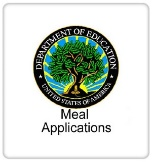 DEPARTMENT OF EDUCATION
UNITED STATES OF AMERICA
Meal
Applications